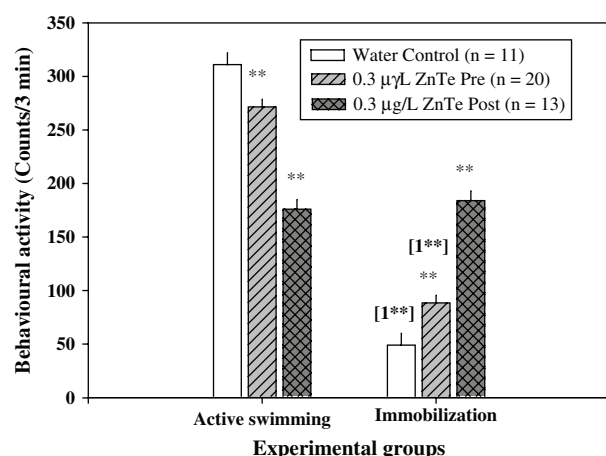 350
300
250
200
150
100
50
0
Behavioural activity (Counts/3 min)
Water Control (n = 11)
0.3 μγL ZnTe Pre (n = 20)
0.3 μg/L ZnTe Post (n = 13)
**
**
**
[1**]
**
[1**]
Active swimming
Immobilization
Experimental groups